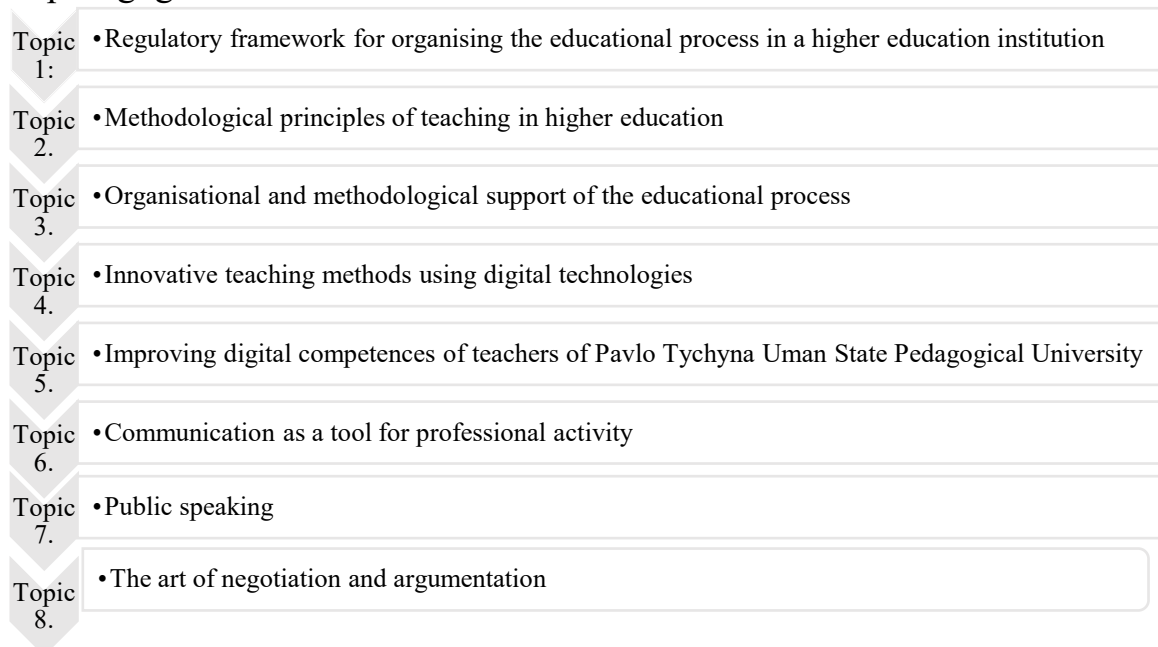 Topic 1:
•Regulatory framework for organising the educational process in a higher education institution
Topic 2.
•Methodological principles of teaching in higher education
Topic 3.
•Organisational and methodological support of the educational process
Topic 4.
•Innovative teaching methods using digital technologies
Topic 5.
•Improving digital competences of teachers of Pavlo Tychyna Uman State Pedagogical University
Topic 6.
•Communication as a tool for professional activity
Topic 7.
•Public speaking
Topic 8.
•The art of negotiation and argumentation